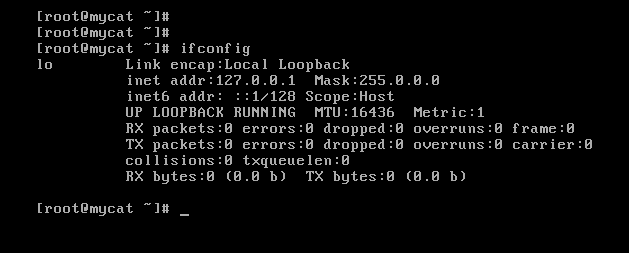 [root@mycat ~]#
[root@mycat ~]#
[root@mycat ~]# ifconfig
lo        Link encap:Local Loopback
          inet addr:127.0.0.1  Mask:255.0.0.0
          inet6 addr: ::1/128 Scope:Host
          UP LOOPBACK RUNNING  MTU:16436  Metric:1
          RX packets:0 errors:0 dropped:0 overruns:0 frame:0
          TX packets:0 errors:0 dropped:0 overruns:0 carrier:0
          collisions:0 txqueuelen:0
          RX bytes:0 (0.0 b)  TX bytes:0 (0.0 b)
[root@mycat ~]# _